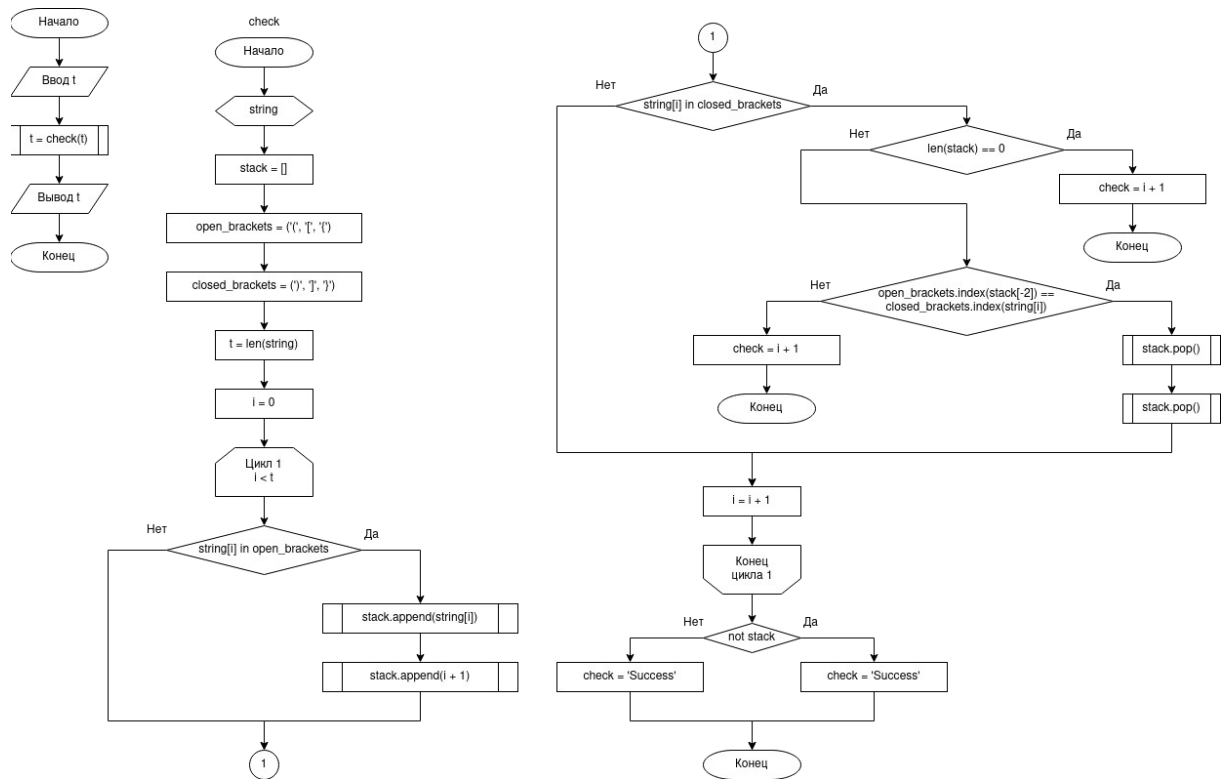 Начало
Ввод t
t = check(t)
Вывод t
Конец
check
Начало
string
stack = []
open_brackets = ('(', '[', '{')
closed_brackets = (')', ']', '}')
t = len(string)
i = 0
Цикл 1
i < t
Нет
Да
string[i] in open_brackets
stack.append(string[i])
stack.append(i + 1)
1
1
Нет
Да
string[i] in closed_brackets
Нет
Да
len(stack) == 0
check = i + 1
Конец
Нет
Да
open_brackets.index(stack[-2]) ==
closed_brackets.index(string[i])
check = i + 1
Конец
stack.pop()
stack.pop()
i = i + 1
Конец
цикла 1
Нет
Да
not stack
check = 'Success'
check = 'Success'
Конец